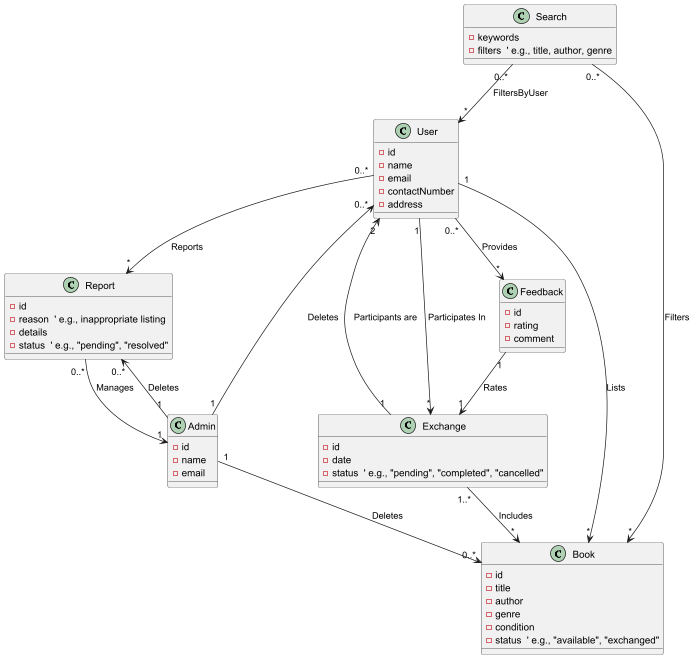 C Search
keywords
filters ' e.g., title, author, genre
0..*
0..*
FiltersByUser
*
C User
id
name
email
contactNumber
address
0..*
0..*
1
2
1
0..*
Reports
Provides
*
*
C Report
id
reason ' e.g., inappropriate listing
details
status ' e.g., "pending", "resolved"
C Feedback
id
rating
comment
Deletes
Participants are
Participates In
Filters
0..*
0..*
1
Manages
Deletes
Rates
Lists
1
1
1
1
*
1
C Admin
id
name
email
C Exchange
id
date
status ' e.g., "pending", "completed", "cancelled"
1
1..*
Deletes
Includes
*
*
*
0..*
C Book
id
title
author
genre
condition
status ' e.g., "available", "exchanged"